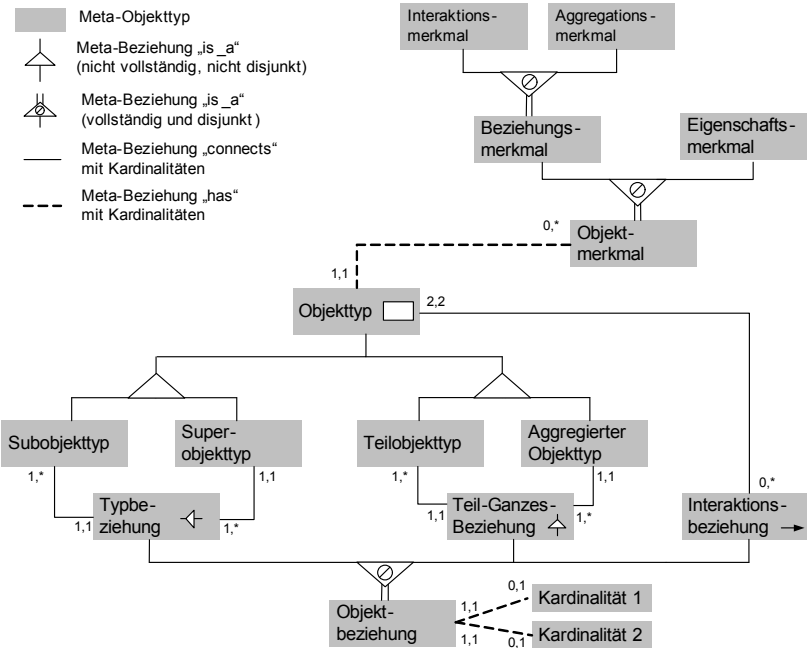 Meta-Objekttyp
Meta-Beziehung „is_a“
(nicht vollständig, nicht disjunkt)
Meta-Beziehung „is_a“
(vollständig und disjunkt)
Meta-Beziehung „connects“
mit Kardinalitäten
Meta-Beziehung „has“
mit Kardinalitäten
Interaktions-
merkmal
Aggregations-
merkmal
Beziehungs-
merkmal
Eigenschafts-
merkmal
Objekt-
merkmal
0,*
1,1
Objekttyp
2,2
Subobjekttyp
Super-
objekttyp
Teilobjekttyp
Aggregierter
Objekttyp
1,*
1,1
1,*
1,1
0,*
Typbe-
ziehung
1,1
1,*
Teil-Ganzes-
Beziehung
1,1
1,*
Interaktions-
beziehung
Objekt-
beziehung
1,1
0,1
Kardinalität 1
1,1
0,1
Kardinalität 2